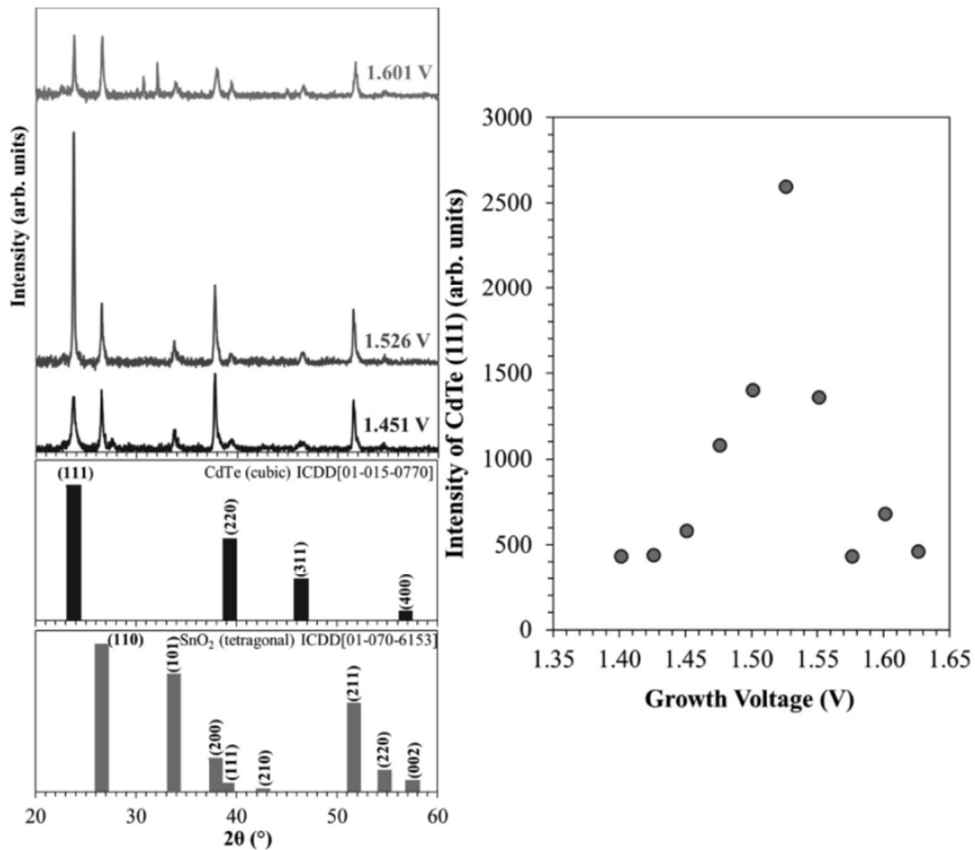 Intensity (arb. units)
1.601 V
1.526 V
1.451 V
CdTe (cubic) ICDD[01-015-0770]
(111)
(220)
(311)
(400)
SnO₂ (tetragonal) ICDD[01-070-6153]
(110)
(101)
(200)
(111)
(210)
(211)
(220)
(002)
20 30 40 50 60
2θ (°)
Intensity of CdTe (111) (arb. units)
3000
2500
2000
1500
1000
500
0
1.35 1.40 1.45 1.50 1.55 1.60 1.65
Growth Voltage (V)